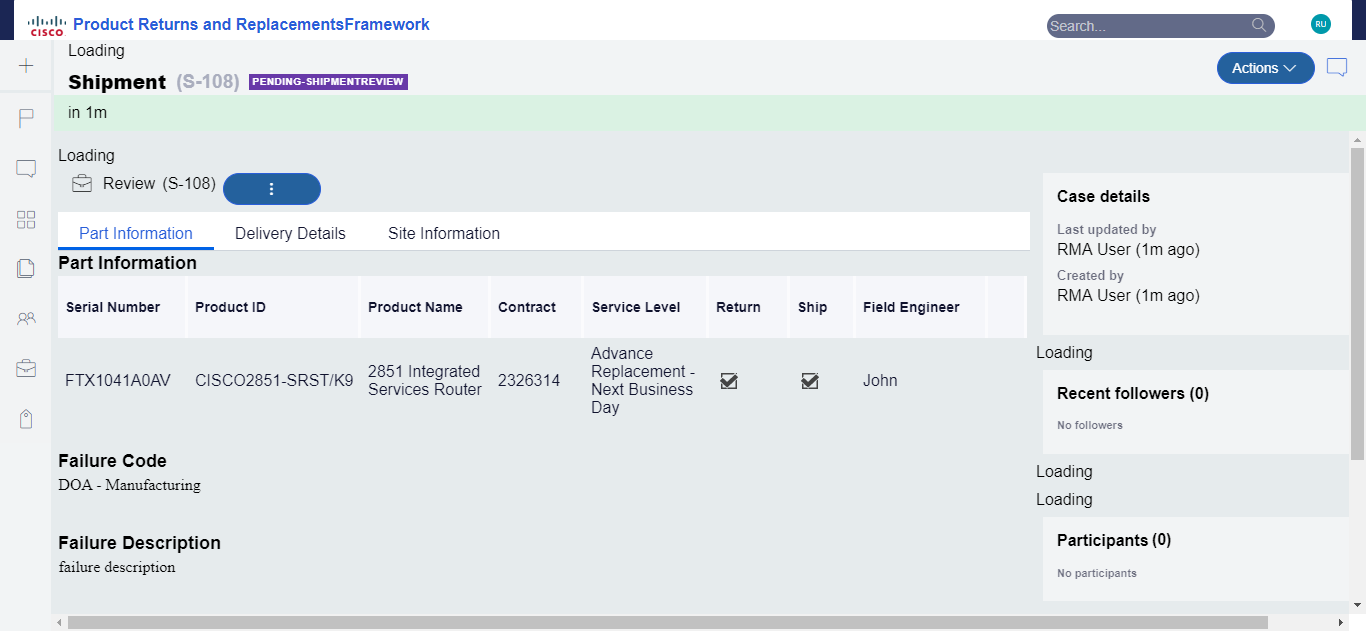 CISCO
Product Returns and ReplacementsFramework
Search...
RU
Loading
Shipment (S-108) PENDING-SHIPMENTREVIEW
Actions
in 1m
Loading
Review (S-108)
Part Information Delivery Details Site Information
Part Information
Serial Number Product ID Product Name Contract Service Level Return Ship Field Engineer
FTX1041A0AV CISCO2851-SRST/K9 2851 Integrated
Services Router 2326314 Advance
Replacement -
Next Business
Day John
Failure Code
DOA - Manufacturing
Failure Description
failure description
Case details
Last updated by
RMA User (1m ago)
Created by
RMA User (1m ago)
Loading
Recent followers (0)
No followers
Loading
Loading
Participants (0)
No participants